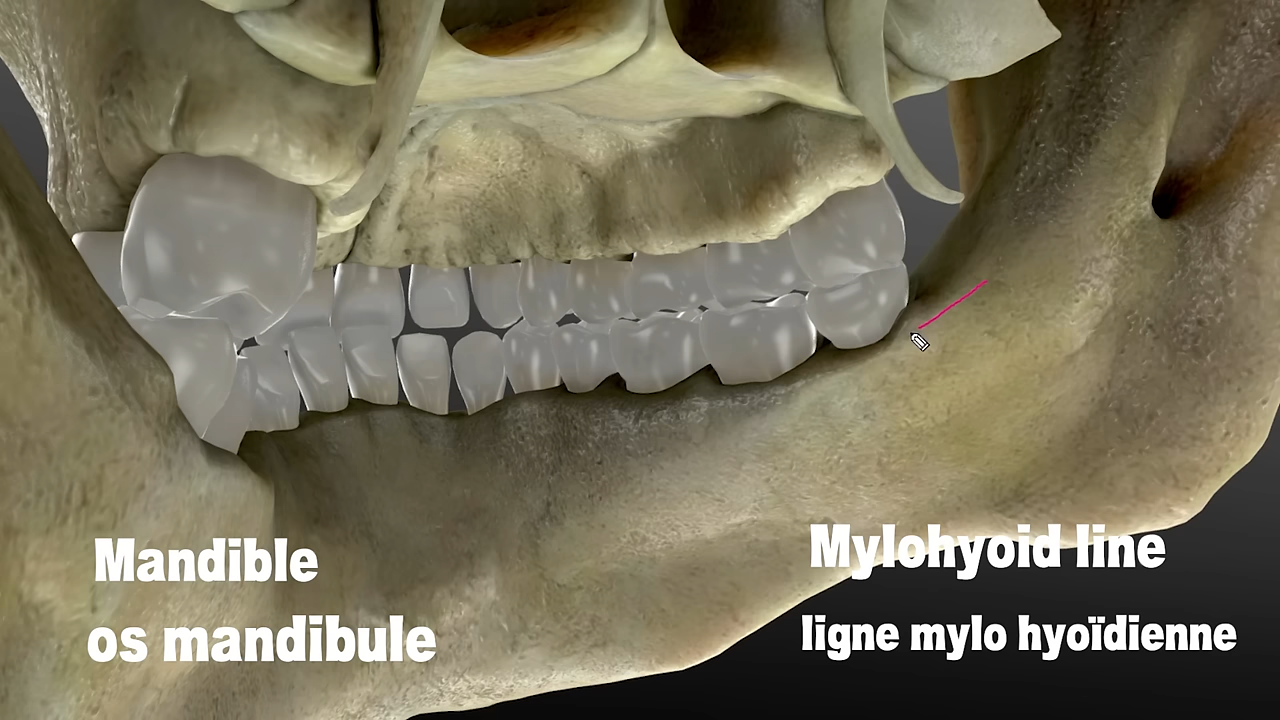 Mandible
os mandibule
Mylohyoid line
ligne mylo hyoïdienne